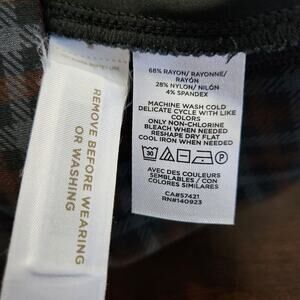 REMOVE BEFORE WEARING
OR WASHING
68% RAYON/ RAYONNE/
RAYÓN
28% NYLON/ NILÓN
4% SPANDEX
MACHINE WASH COLD
DELICATE CYCLE WITH LIKE
COLORS
ONLY NON-CHLORINE
BLEACH WHEN NEEDED
RESHAPE DRY FLAT
COOL IRON WHEN NEEDED
30
P
AVEC DES COULEURS
SEMBLABLES / CON
COLORES SIMILARES
CA#57421
RN#140923